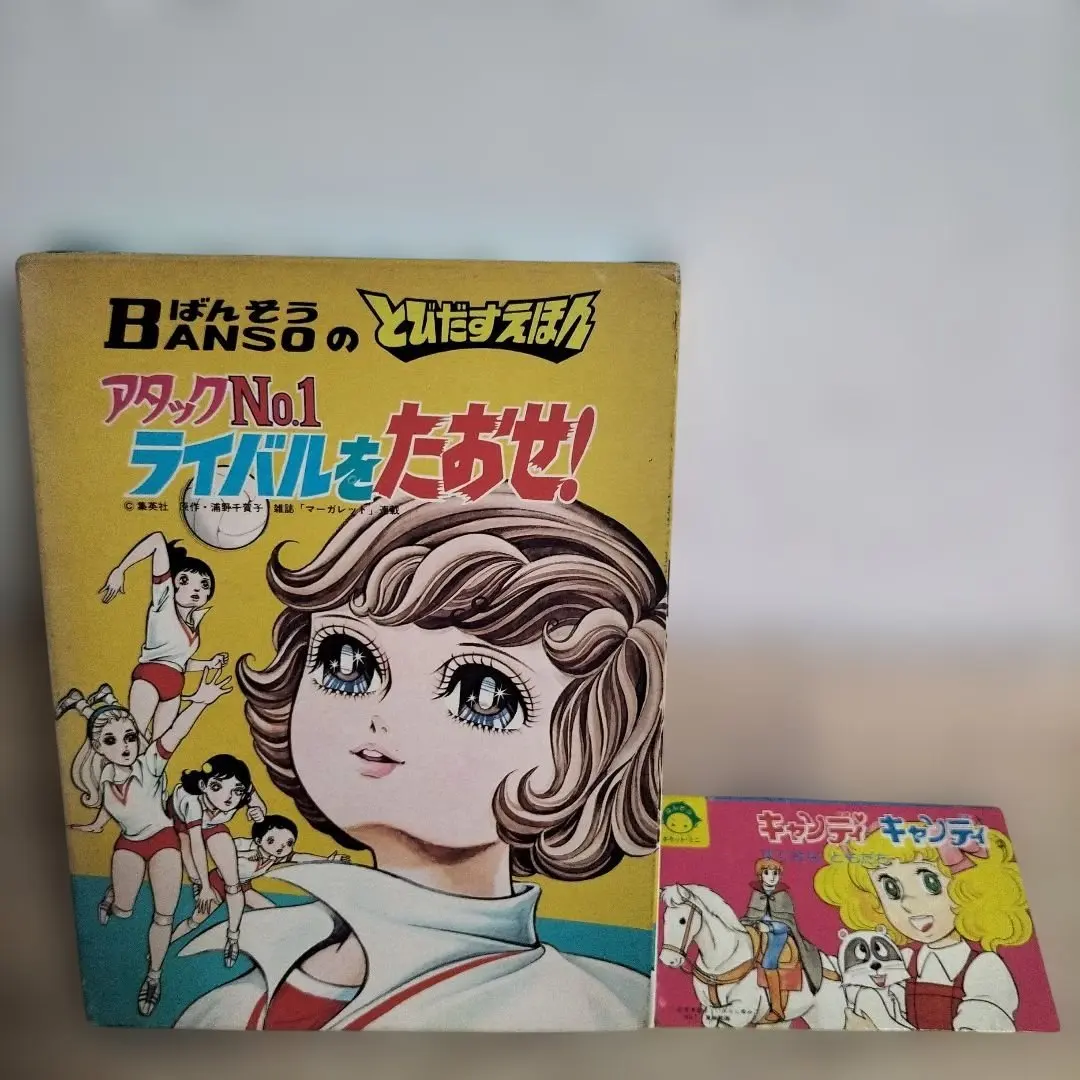 ばんそう
BANSOの
とびだすえほん
アタックNo.1
ライバルをたおせ!
©集英社 原作・浦野千賀子 雑誌「マーガレット」連載
キャンディ キャンディ